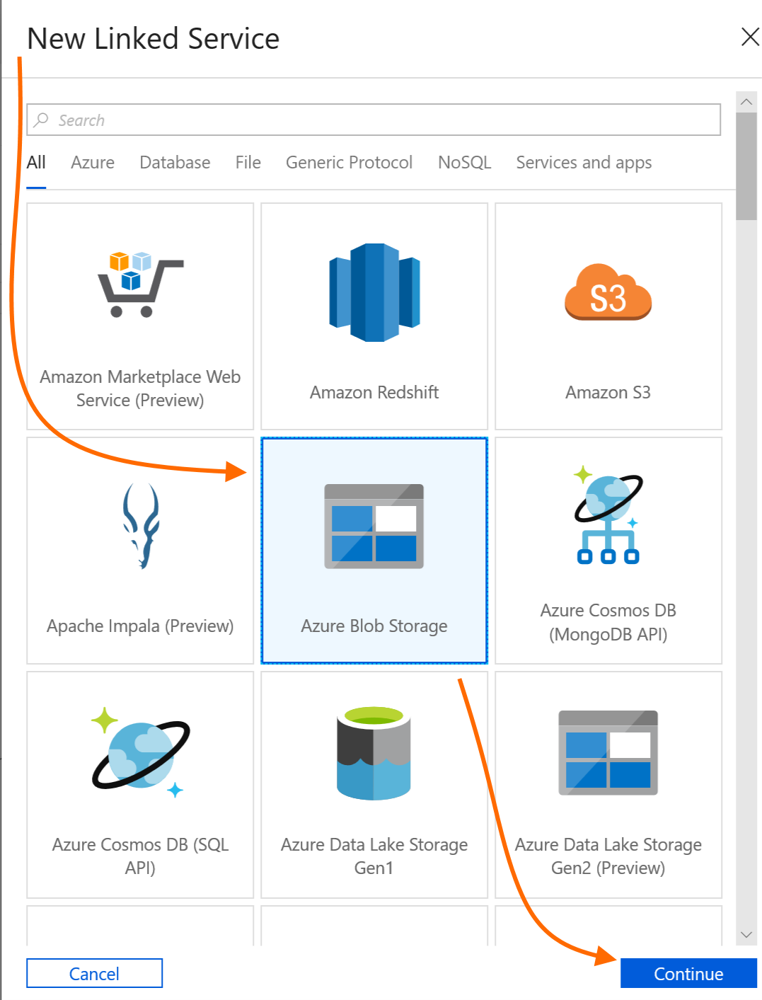 New Linked Service
Search
All Azure Database File Generic Protocol NoSQL Services and apps
S3
Amazon Marketplace Web
Service (Preview)
Amazon Redshift
Amazon S3
Apache Impala (Preview)
Azure Blob Storage
Azure Cosmos DB
(MongoDB API)
Azure Cosmos DB (SQL
API)
Azure Data Lake Storage
Gen1
Azure Data Lake Storage
Gen2 (Preview)
Cancel
Continue